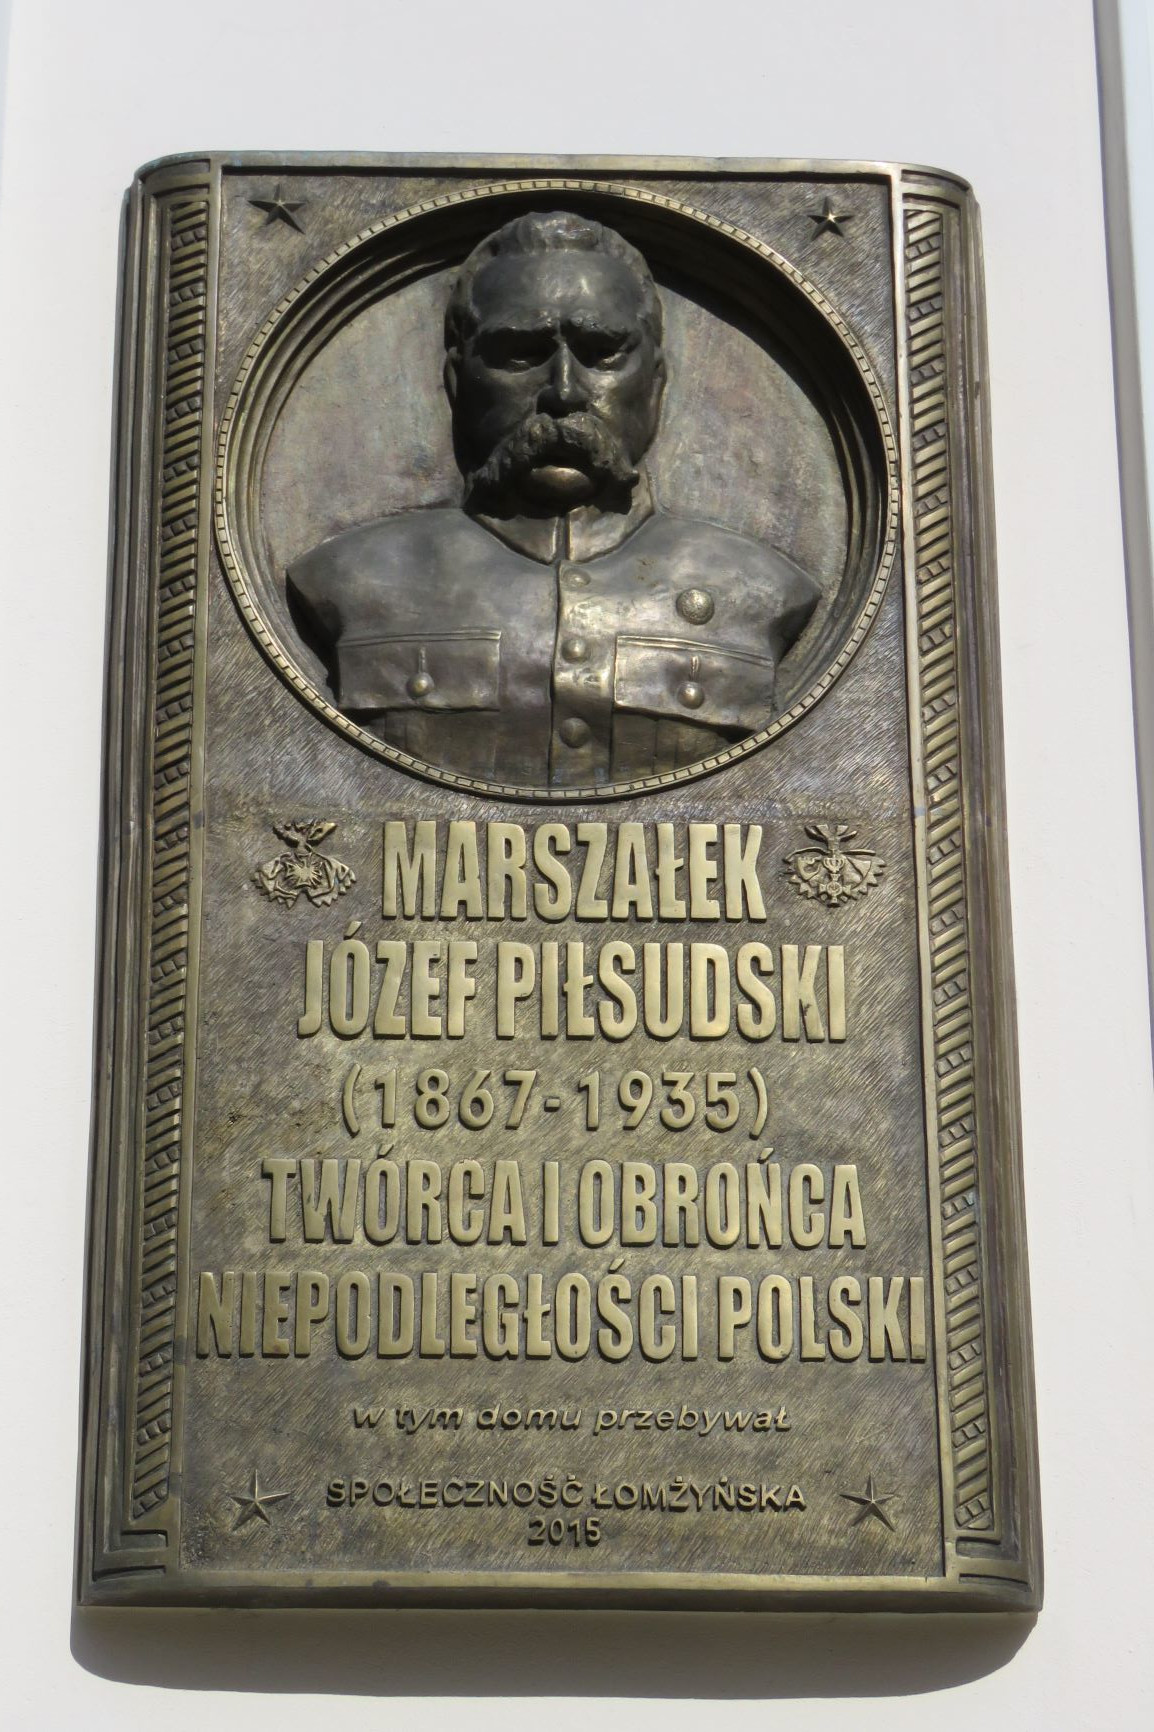 MARSZAŁEK
JÓZEF PIŁSUDSKI
(1867-1935)
TWÓRCA I OBROŃCA
NIEPODLEGŁOŚCI POLSKI
w tym domu przebywał
SPOŁECZNOŚĆ ŁOMŻYŃSKA
2015